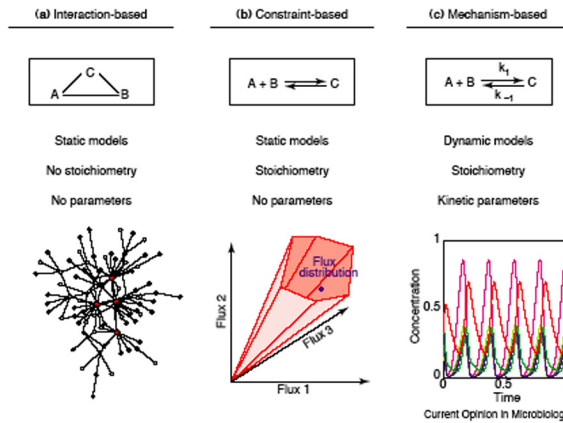 (a) Interaction-based
C
A B
Static models
No stoichiometry
No parameters
(b) Constraint-based
A + B C
Static models
Stoichiometry
No parameters
Flux 2
Flux
distribution
Flux 3
Flux 1
(c) Mechanism-based
k1
A + B C
k−1
Dynamic models
Stoichiometry
Kinetic parameters
Concentration
1
0.5
0
0 0.5
Time
Current Opinion in Microbiolog